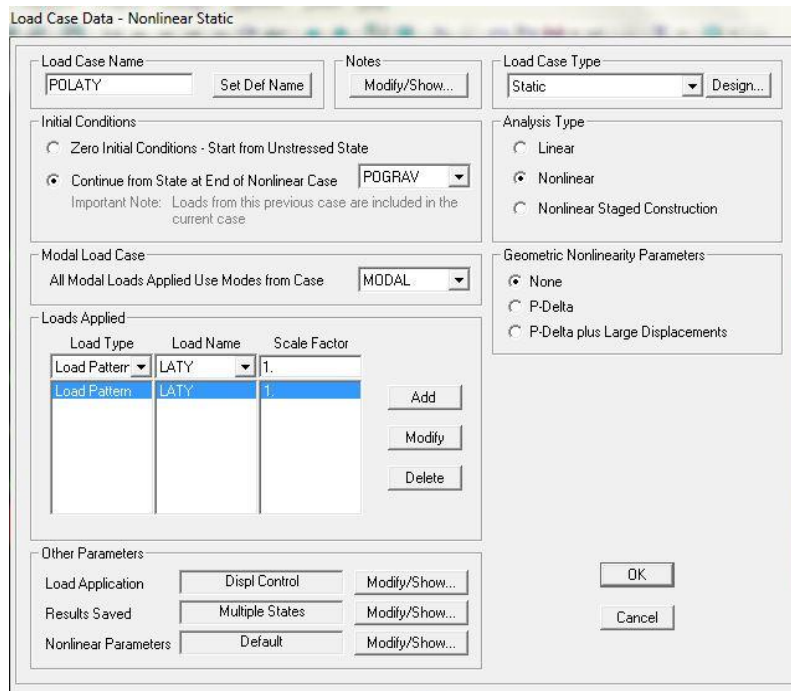 Load Case Data - Nonlinear Static
Load Case Name
POLATY
Set Def Name
Notes
Modify/Show...
Load Case Type
Static
Design...
Initial Conditions
Zero Initial Conditions - Start from Unstressed State
Continue from State at End of Nonlinear Case
POGRAV
Important Note: Loads from this previous case are included in the
current case
Analysis Type
Linear
Nonlinear
Nonlinear Staged Construction
Modal Load Case
All Modal Loads Applied Use Modes from Case
MODAL
Geometric Nonlinearity Parameters
None
P-Delta
P-Delta plus Large Displacements
Loads Applied
Load Type Load Name Scale Factor
Load Pattern LATY 1.
Load Pattern LATY 1.
Add
Modify
Delete
Other Parameters
Load Application Displ Control Modify/Show...
Results Saved Multiple States Modify/Show...
Nonlinear Parameters Default Modify/Show...
OK
Cancel